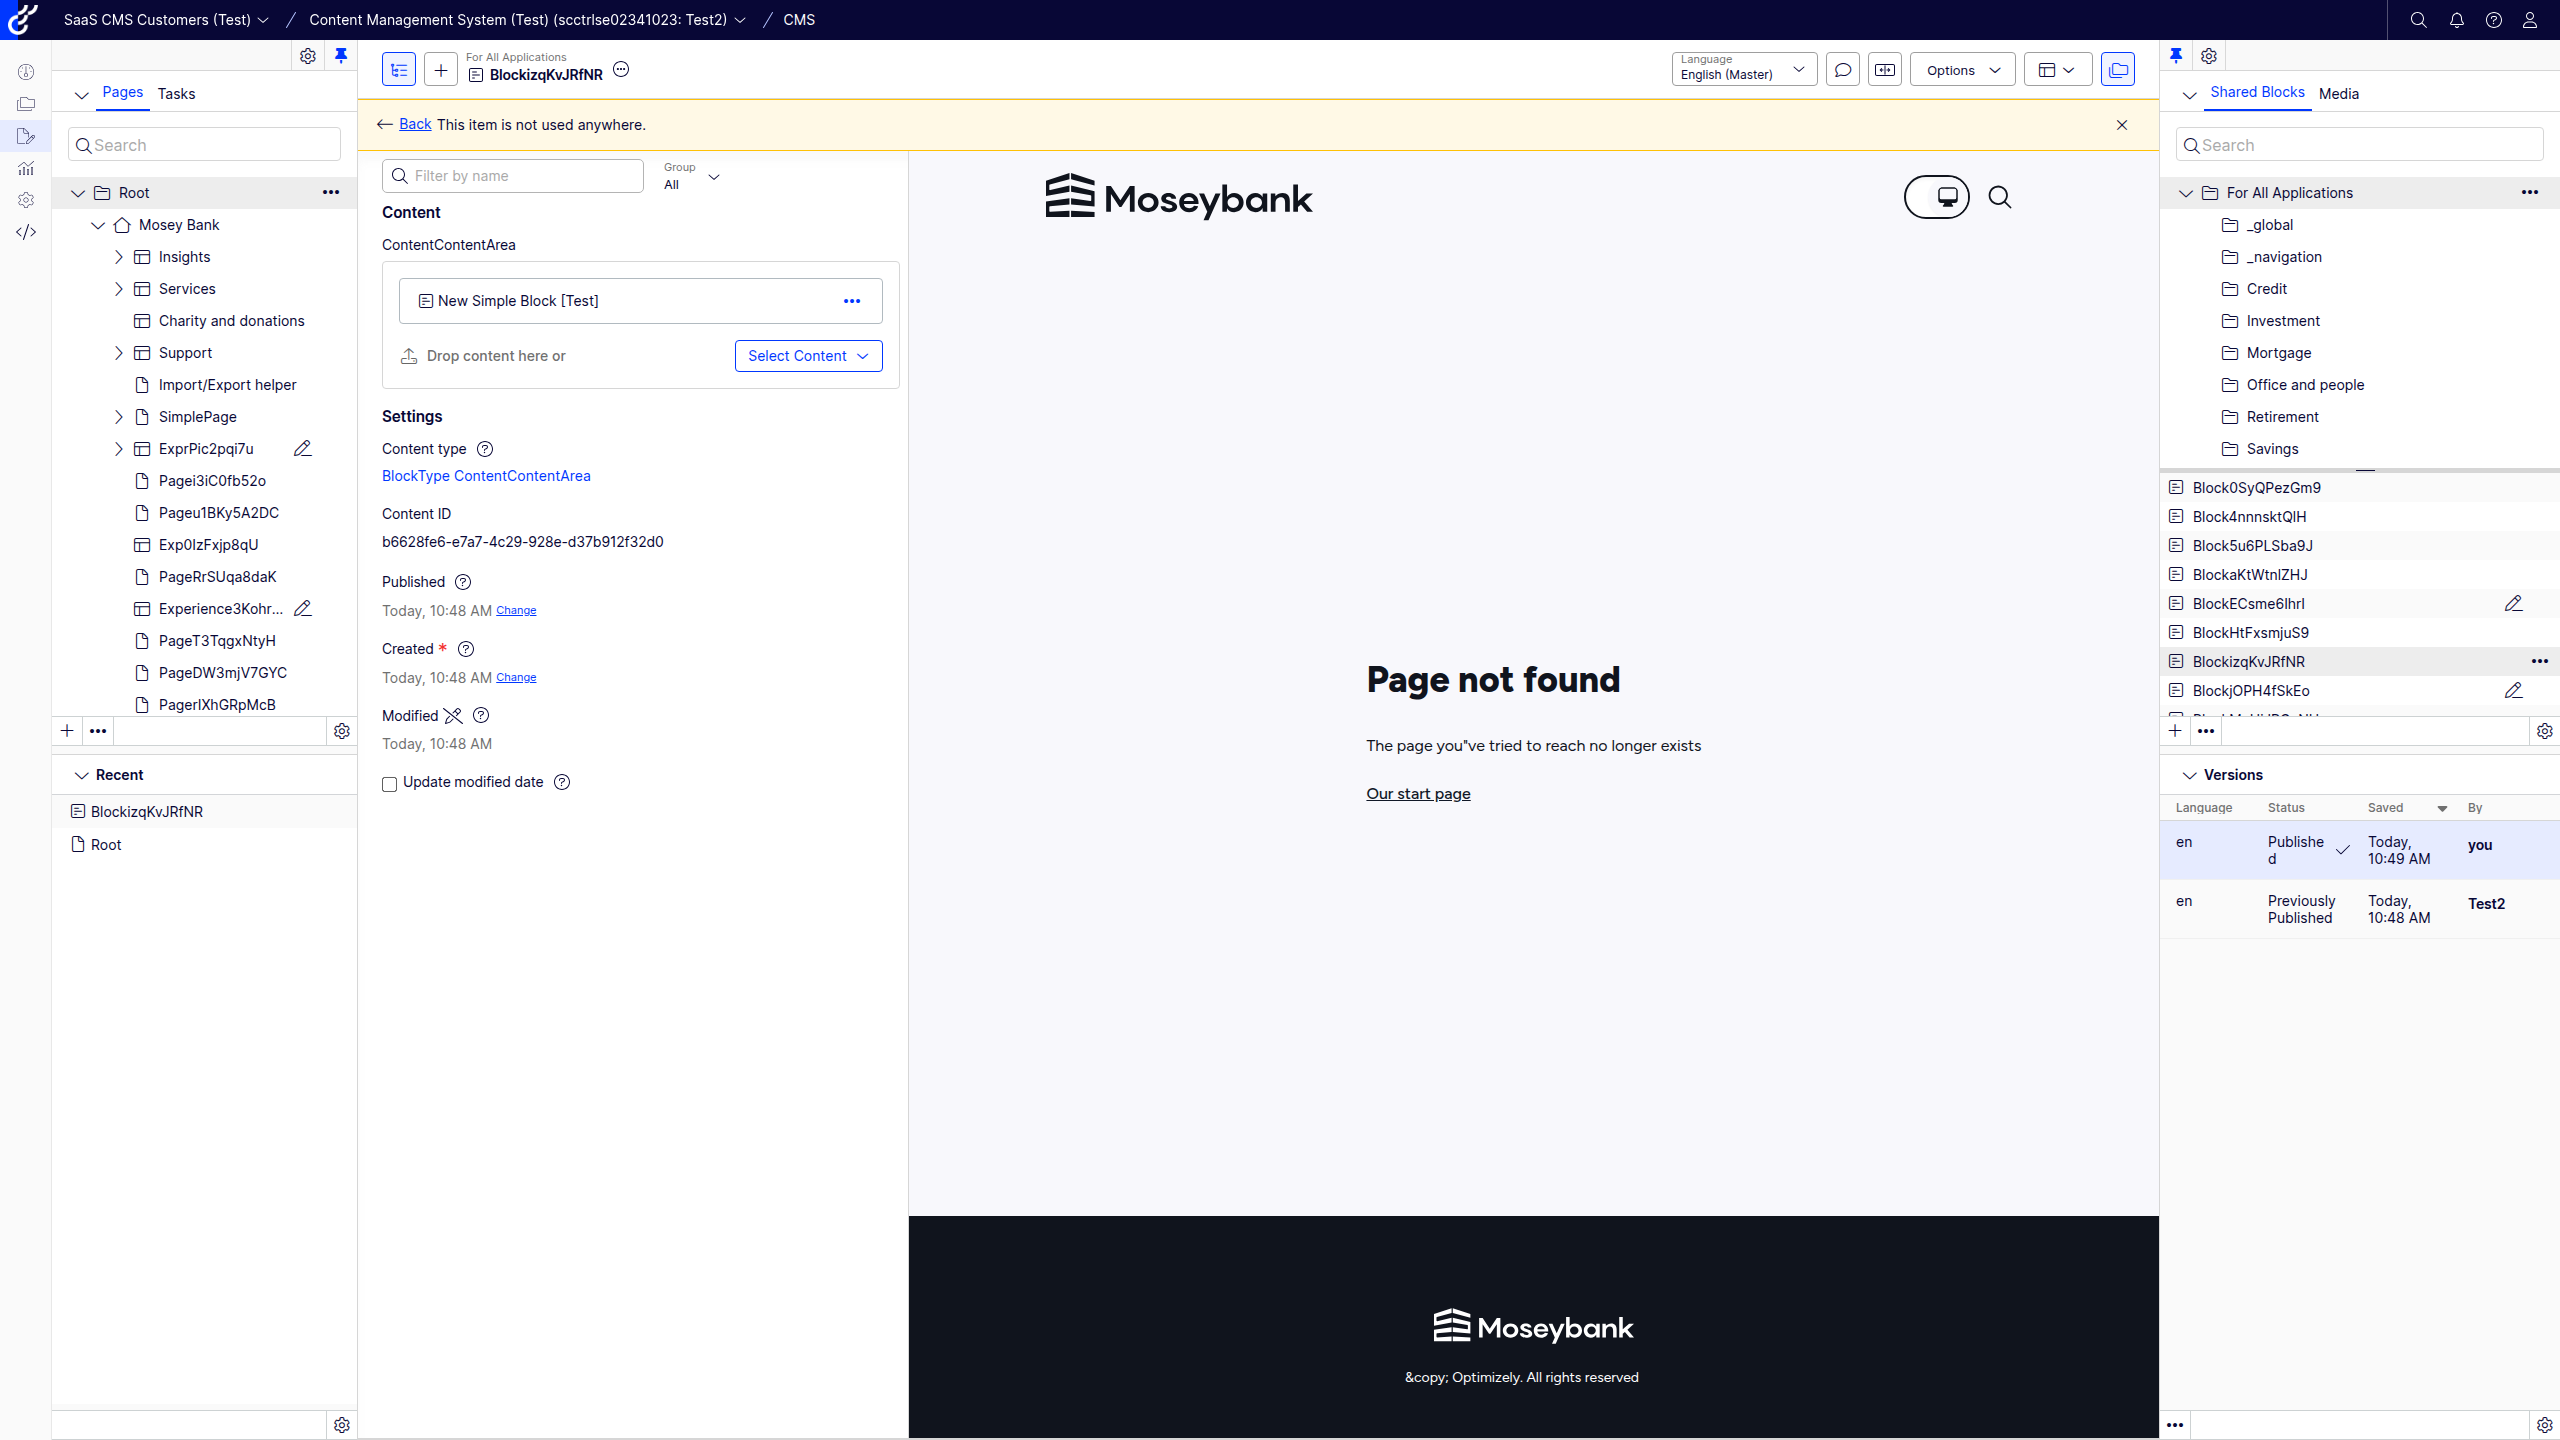 SaaS CMS Customers (Test)
Content Management System (Test) (scctrlse02341023: Test2)
CMS
Pages
Tasks
Search
Root
Mosey Bank
Insights
Services
Charity and donations
Support
Import/Export helper
SimplePage
ExprPic2pqi7u
Pagei3iC0fb52o
Pageu1BKy5A2DC
Exp0IzFxjp8qU
PageRrSUqa8daK
Experience3Kohr...
PageT3TqgxNtyH
PageDW3mjV7GYC
PagerIXhGRpMcB
Recent
BlockizqKvJRfNR
Root
For All Applications
BlockizqKvJRfNR
Language
English (Master)
Options
Back This item is not used anywhere.
Filter by name
Group
All
Content
ContentContentArea
New Simple Block [Test]
Drop content here or
Select Content
Settings
Content type
BlockType ContentContentArea
Content ID
b6628fe6-e7a7-4c29-928e-d37b912f32d0
Published
Today, 10:48 AM Change
Created *
Today, 10:48 AM Change
Modified
Today, 10:48 AM
Update modified date
Moseybank
Page not found
The page you"ve tried to reach no longer exists
Our start page
Moseybank
&copy; Optimizely. All rights reserved
Shared Blocks
Media
Search
For All Applications
_global
_navigation
Credit
Investment
Mortgage
Office and people
Retirement
Savings
Block0SyQPezGm9
Block4nnnsktQlH
Block5u6PLSba9J
BlockaKtWtnlZHJ
BlockECsme6lhrI
BlockHtFxsmjuS9
BlockizqKvJRfNR
BlockjOPH4fSkEo
Versions
Language Status Saved By
en Publishe
d Today,
10:49 AM you
en Previously
Published Today,
10:48 AM Test2